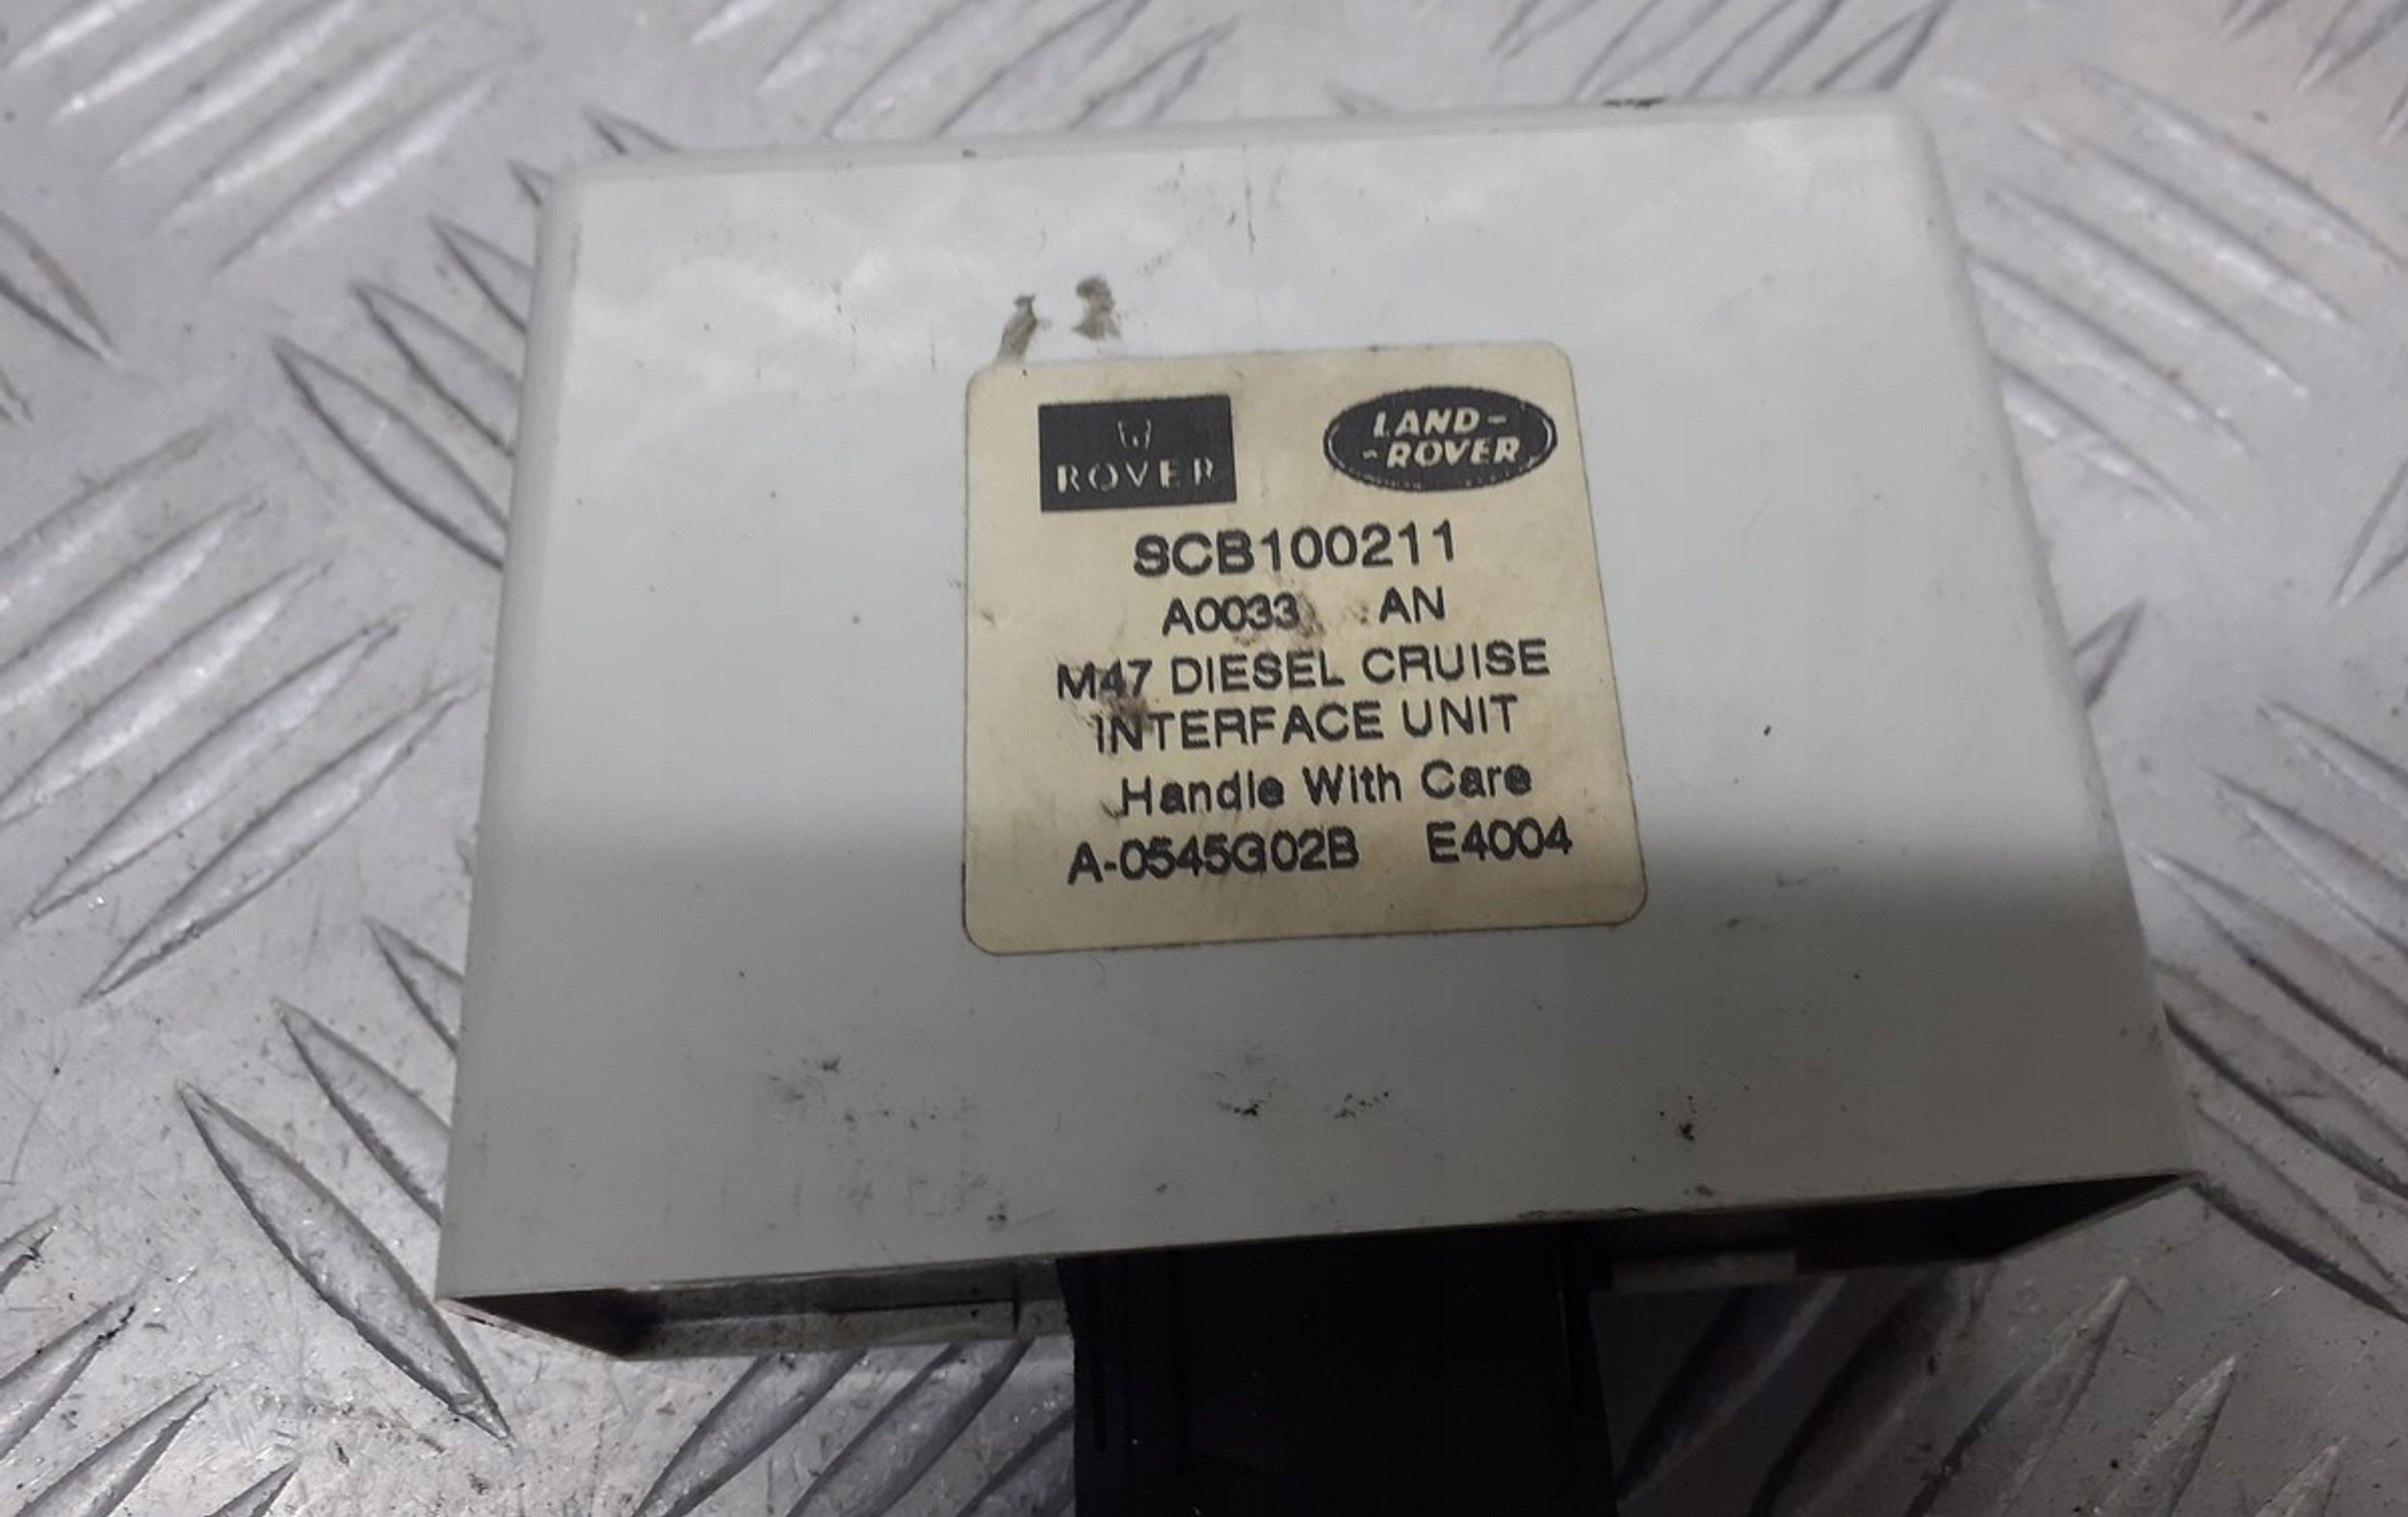 ROVER
LAND-
-ROVER
SCB100211
A0033 AN
M47 DIESEL CRUISE
INTERFACE UNIT
Handle With Care
A-0545G02B E4004